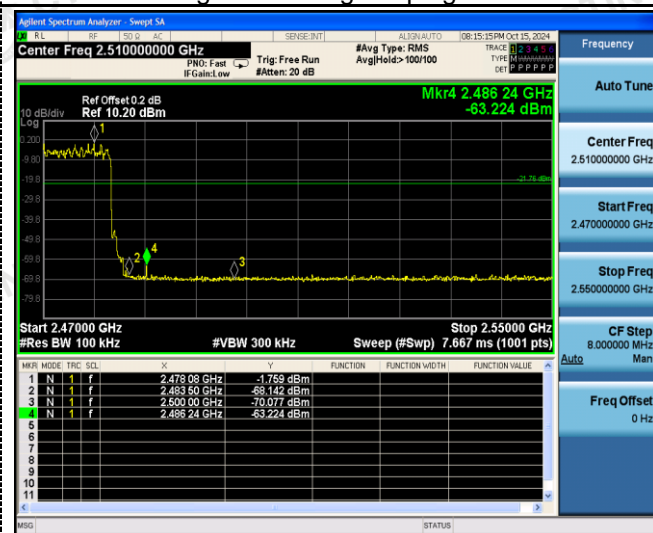 Agilent Spectrum Analyzer - Swept SA
RL RF 50 Ω AC SENSE:INT ALIGNAUTO 08:15:15PM Oct 15, 2024
Center Freq 2.510000000 GHz #Avg Type: RMS TRACE 1 2 3 4 5 6
PNO: Fast Trig: Free Run Avg|Hold:> 100/100 TYPE M
IFGain:Low #Atten: 20 dB DET P P P P P P
Mkr4 2.486 24 GHz
-63.224 dBm
Ref Offset 0.2 dB
10 dB/div Ref 10.20 dBm
Log
0.200
-9.80
-19.8
-21.76 dBm
-29.8
-39.8
-49.8
-59.8
-69.8
-79.8
1
2
4
3
Start 2.47000 GHz Stop 2.55000 GHz
#Res BW 100 kHz #VBW 300 kHz Sweep (#Swp) 7.667 ms (1001 pts)
MKR MODE TRC SCL X Y FUNCTION FUNCTION WIDTH FUNCTION VALUE
1 N 1 f 2.478 08 GHz -1.759 dBm
2 N 1 f 2.483 50 GHz -68.142 dBm
3 N 1 f 2.500 00 GHz -70.077 dBm
4 N 1 f 2.486 24 GHz -63.224 dBm
5
6
7
8
9
10
11
MSG STATUS
Frequency
Auto Tune
Center Freq
2.510000000 GHz
Start Freq
2.470000000 GHz
Stop Freq
2.550000000 GHz
CF Step
8.000000 MHz
Auto Man
Freq Offset
0 Hz